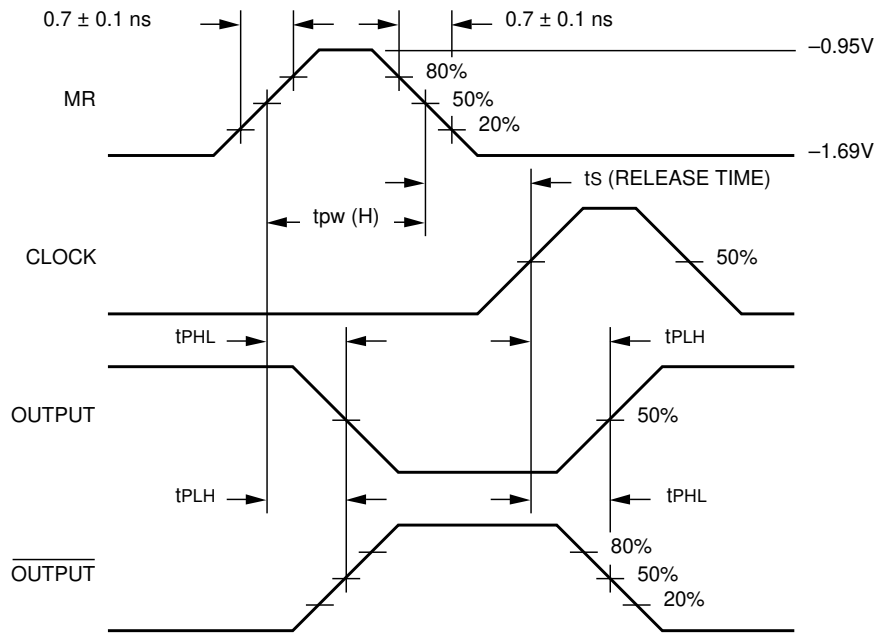 0.7 ± 0.1 ns
0.7 ± 0.1 ns
–0.95V
80%
MR
50%
20%
–1.69V
tS (RELEASE TIME)
tpw (H)
CLOCK
50%
tPHL
tPLH
OUTPUT
50%
tPLH
tPHL
80%
OUTPUT
50%
20%